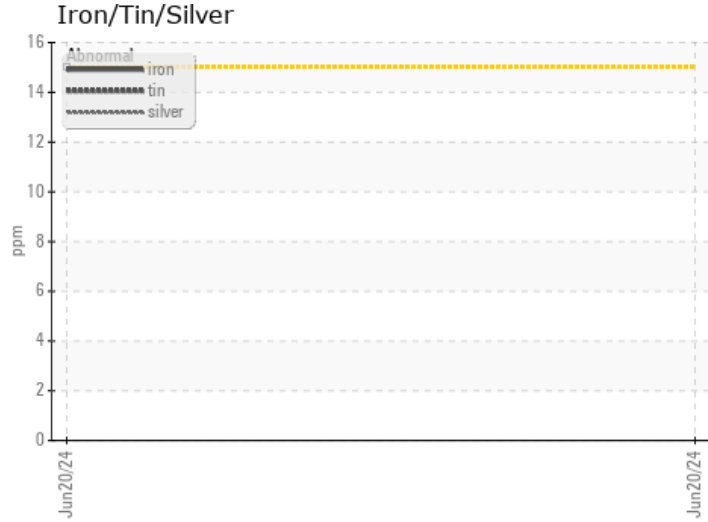 Iron/Tin/Silver
16
14
12
10
8
6
4
2
0
ppm
Abnormal
iron
tin
silver
Jun20/24
Jun20/24